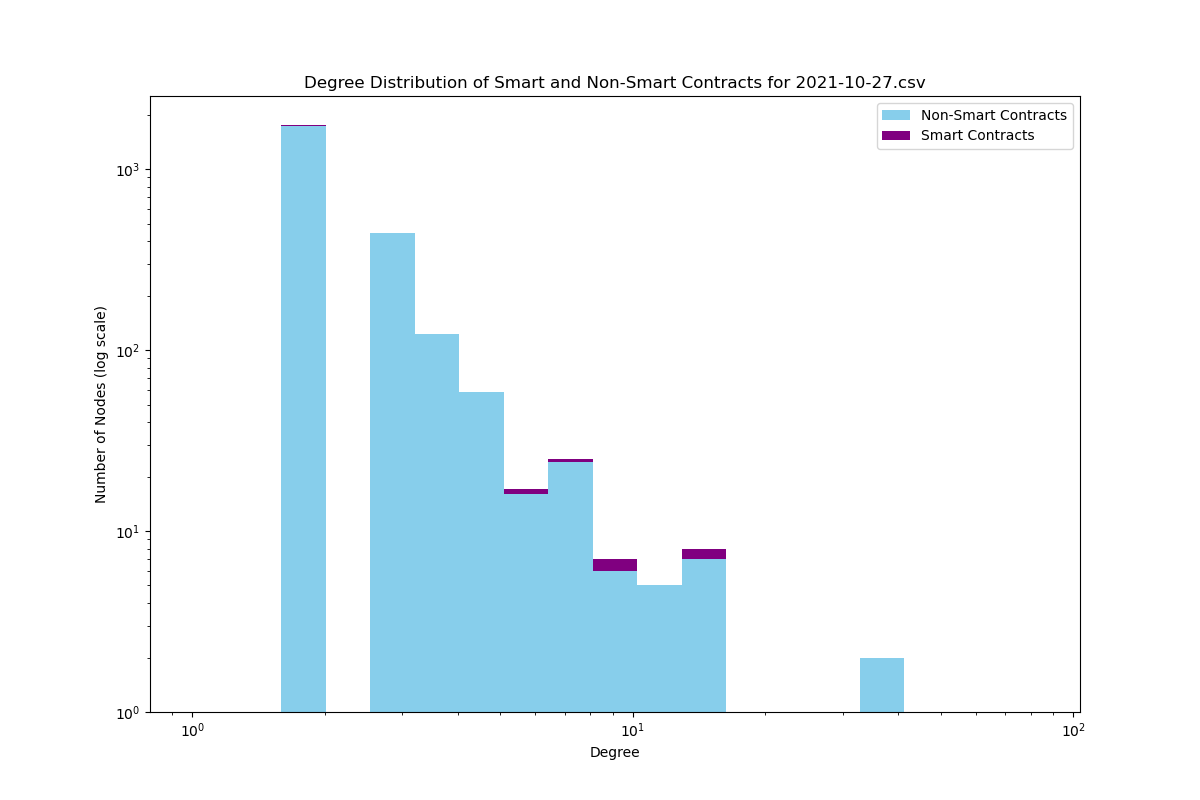 Degree Distribution of Smart and Non-Smart Contracts for 2021-10-27.csv
Non-Smart Contracts
Smart Contracts
Number of Nodes (log scale)
10³
10²
10¹
10⁰
10⁰ 10¹ 10²
Degree